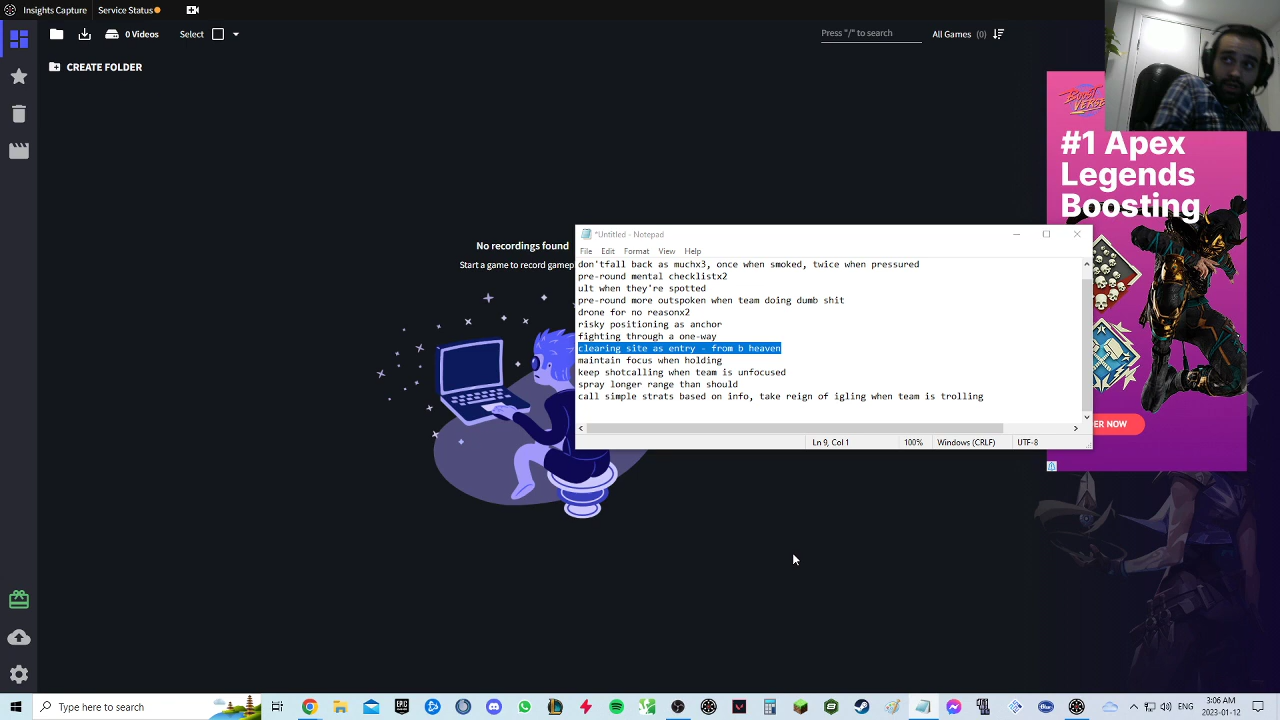 Insights Capture
Service Status
0 Videos
Select
Press "/" to search
All Games (0)
CREATE FOLDER
BOOST
VERSE
#1 Apex
Legends
Boosting
No recordings found
Start a game to record gamep
*Untitled - Notepad
File Edit Format View Help
don'tfall back as muchx3, once when smoked, twice when pressured
pre-round mental checklistx2
ult when they're spotted
pre-round more outspoken when team doing dumb shit
drone for no reasonx2
risky positioning as anchor
fighting through a one-way
clearing site as entry - from b heaven
maintain focus when holding
keep shotcalling when team is unfocused
spray longer range than should
call simple strats based on info, take reign of igling when team is trolling
Ln 9, Col 1 100% Windows (CRLF) UTF-8
ER NOW
Type here to search
EPIC
ENG
3:06 AM
2023-01-12